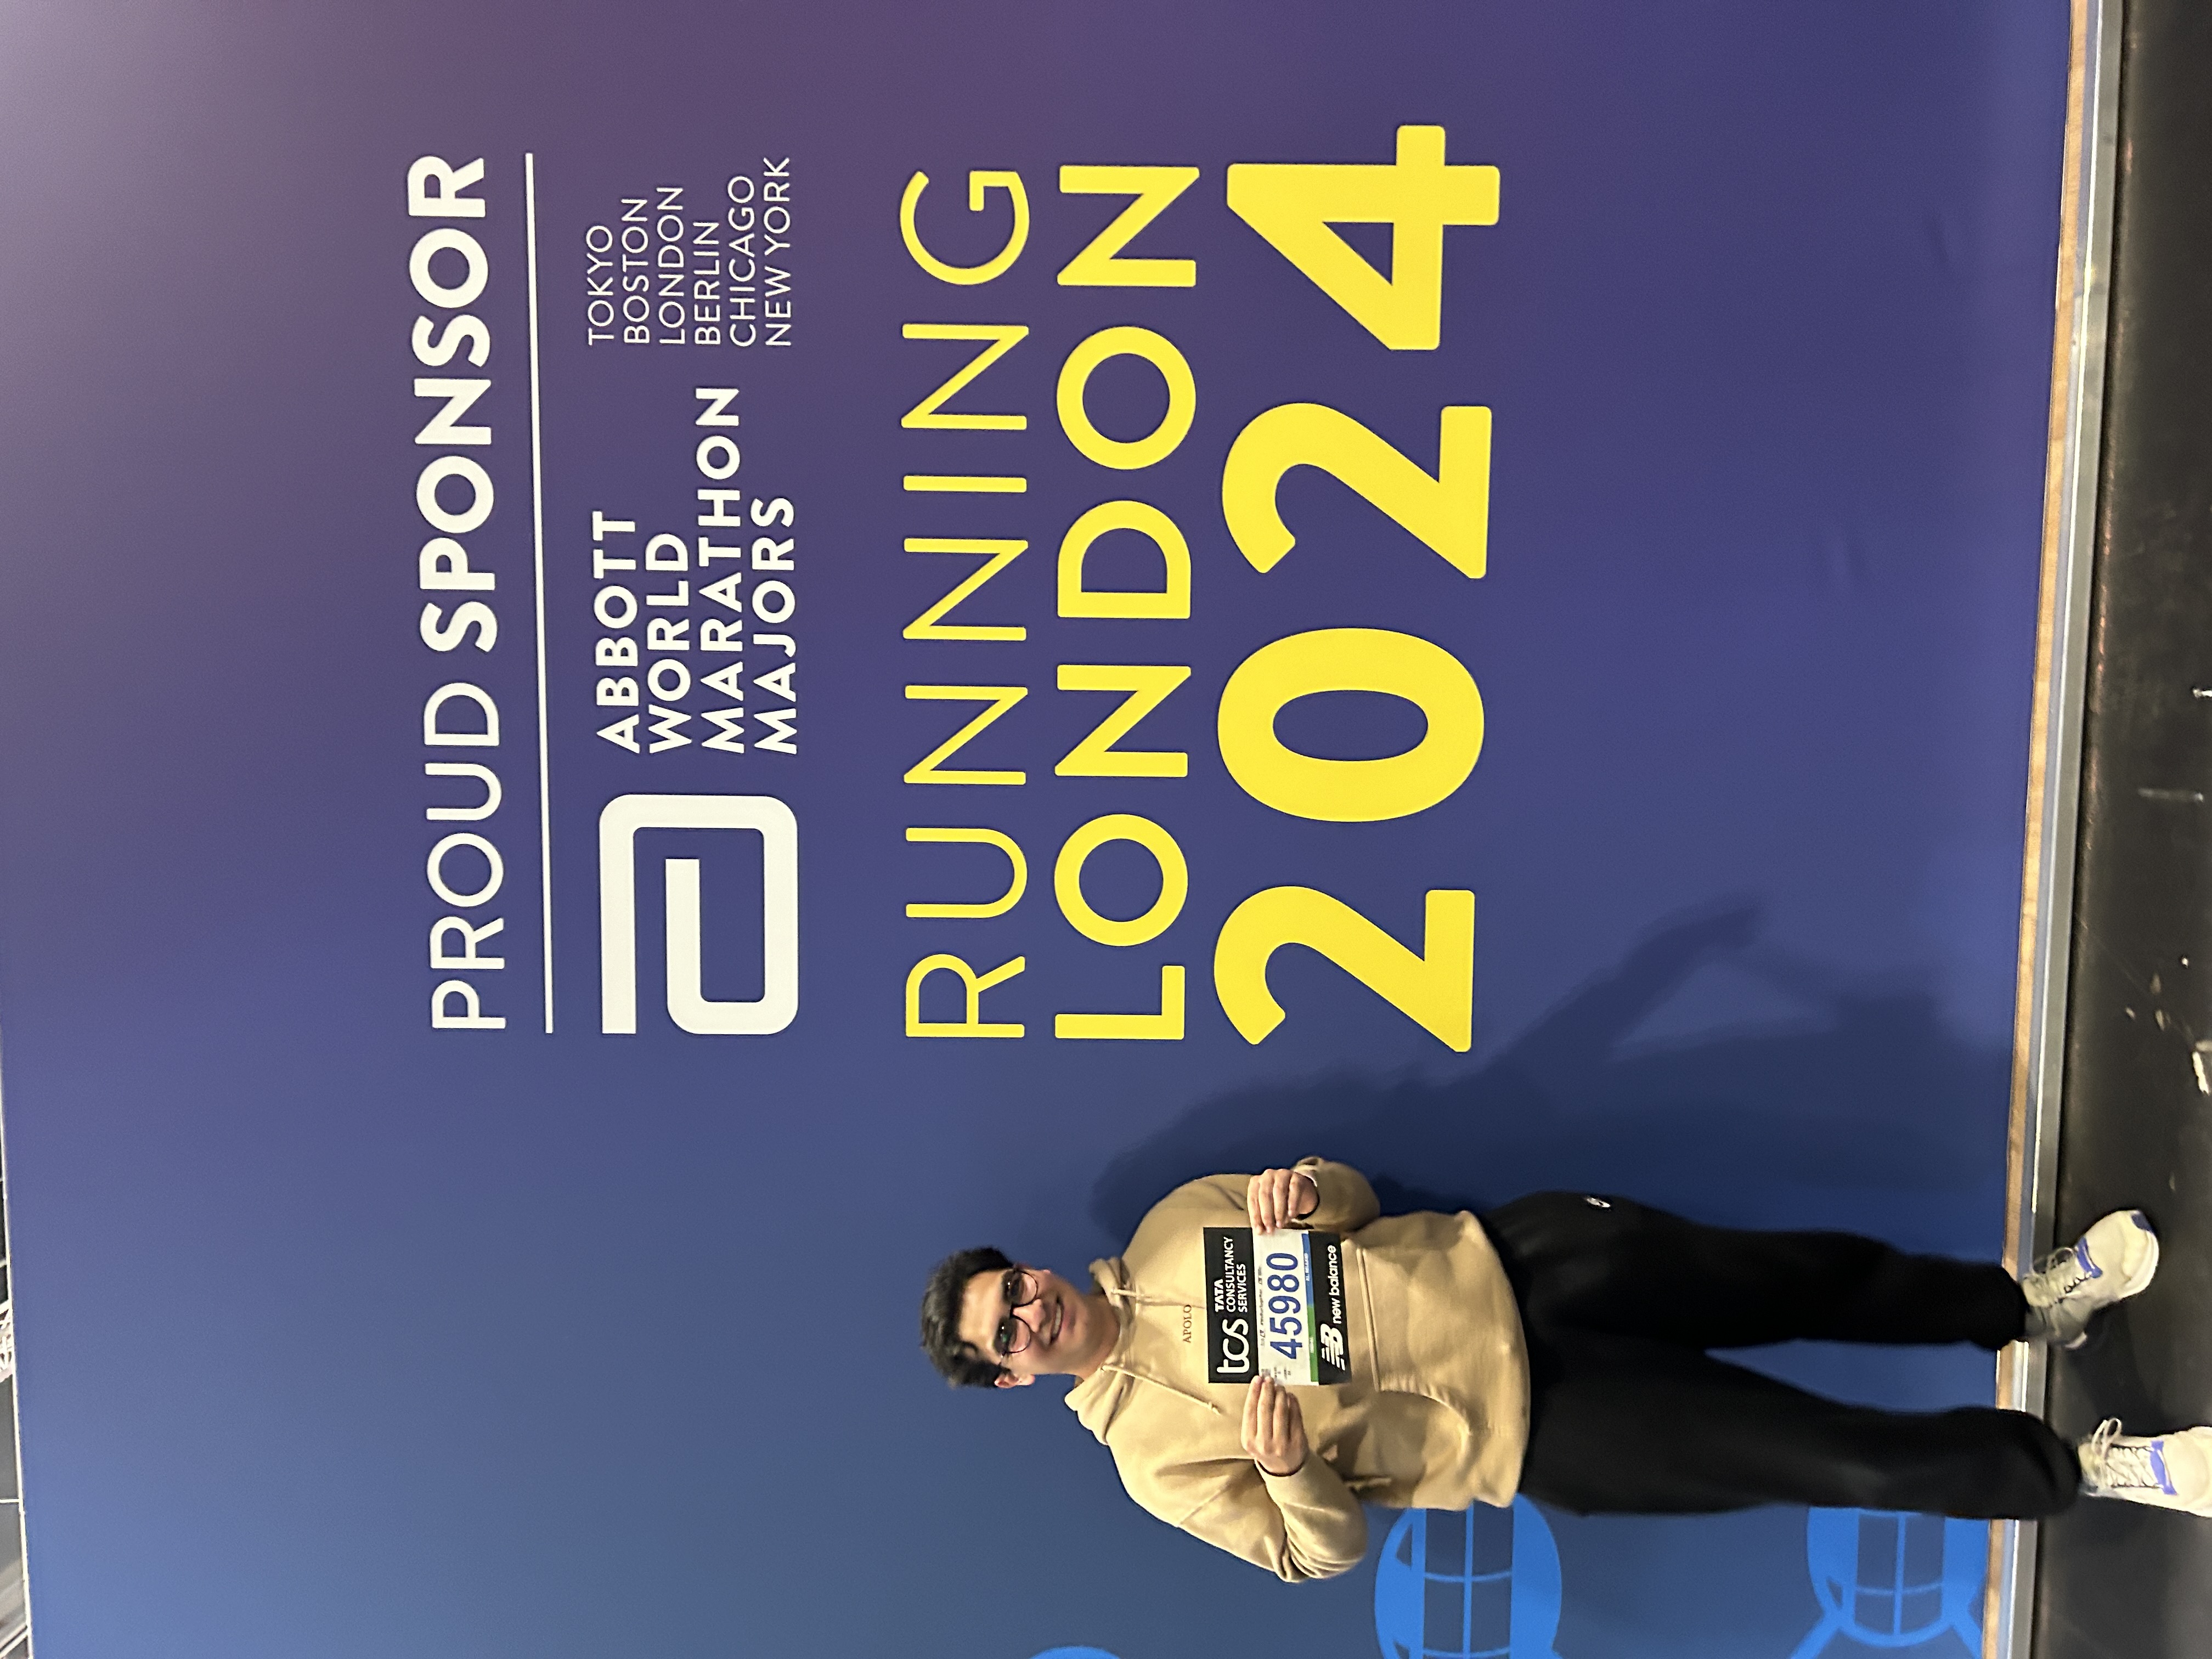 PROUD SPONSOR
ABBOTT
WORLD
MARATHON
MAJORS
TOKYO
BOSTON
LONDON
BERLIN
CHICAGO
NEW YORK
RUNNING
LONDON
2024
APOLO
tcs
TATA
CONSULTANCY
SERVICES
45980
NB new balance